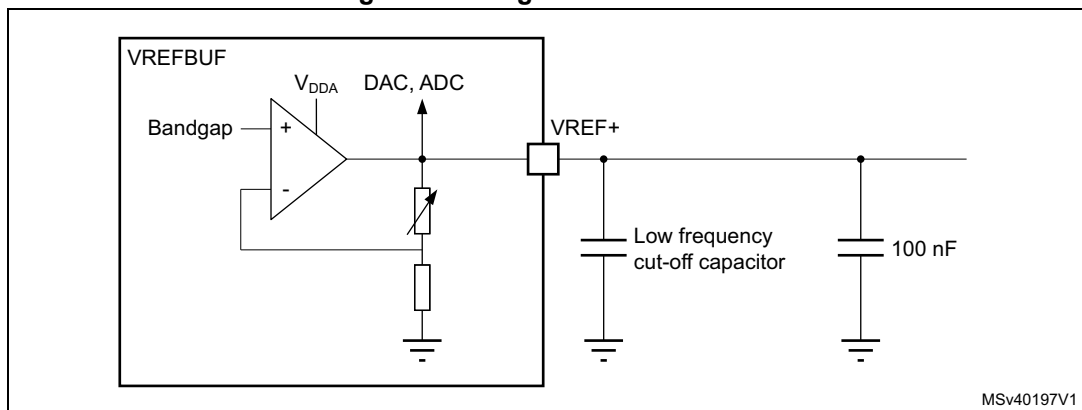 VREFBUF
VDDA
DAC, ADC
Bandgap
+
-
VREF+
Low frequency
cut-off capacitor
100 nF
MSv40197V1